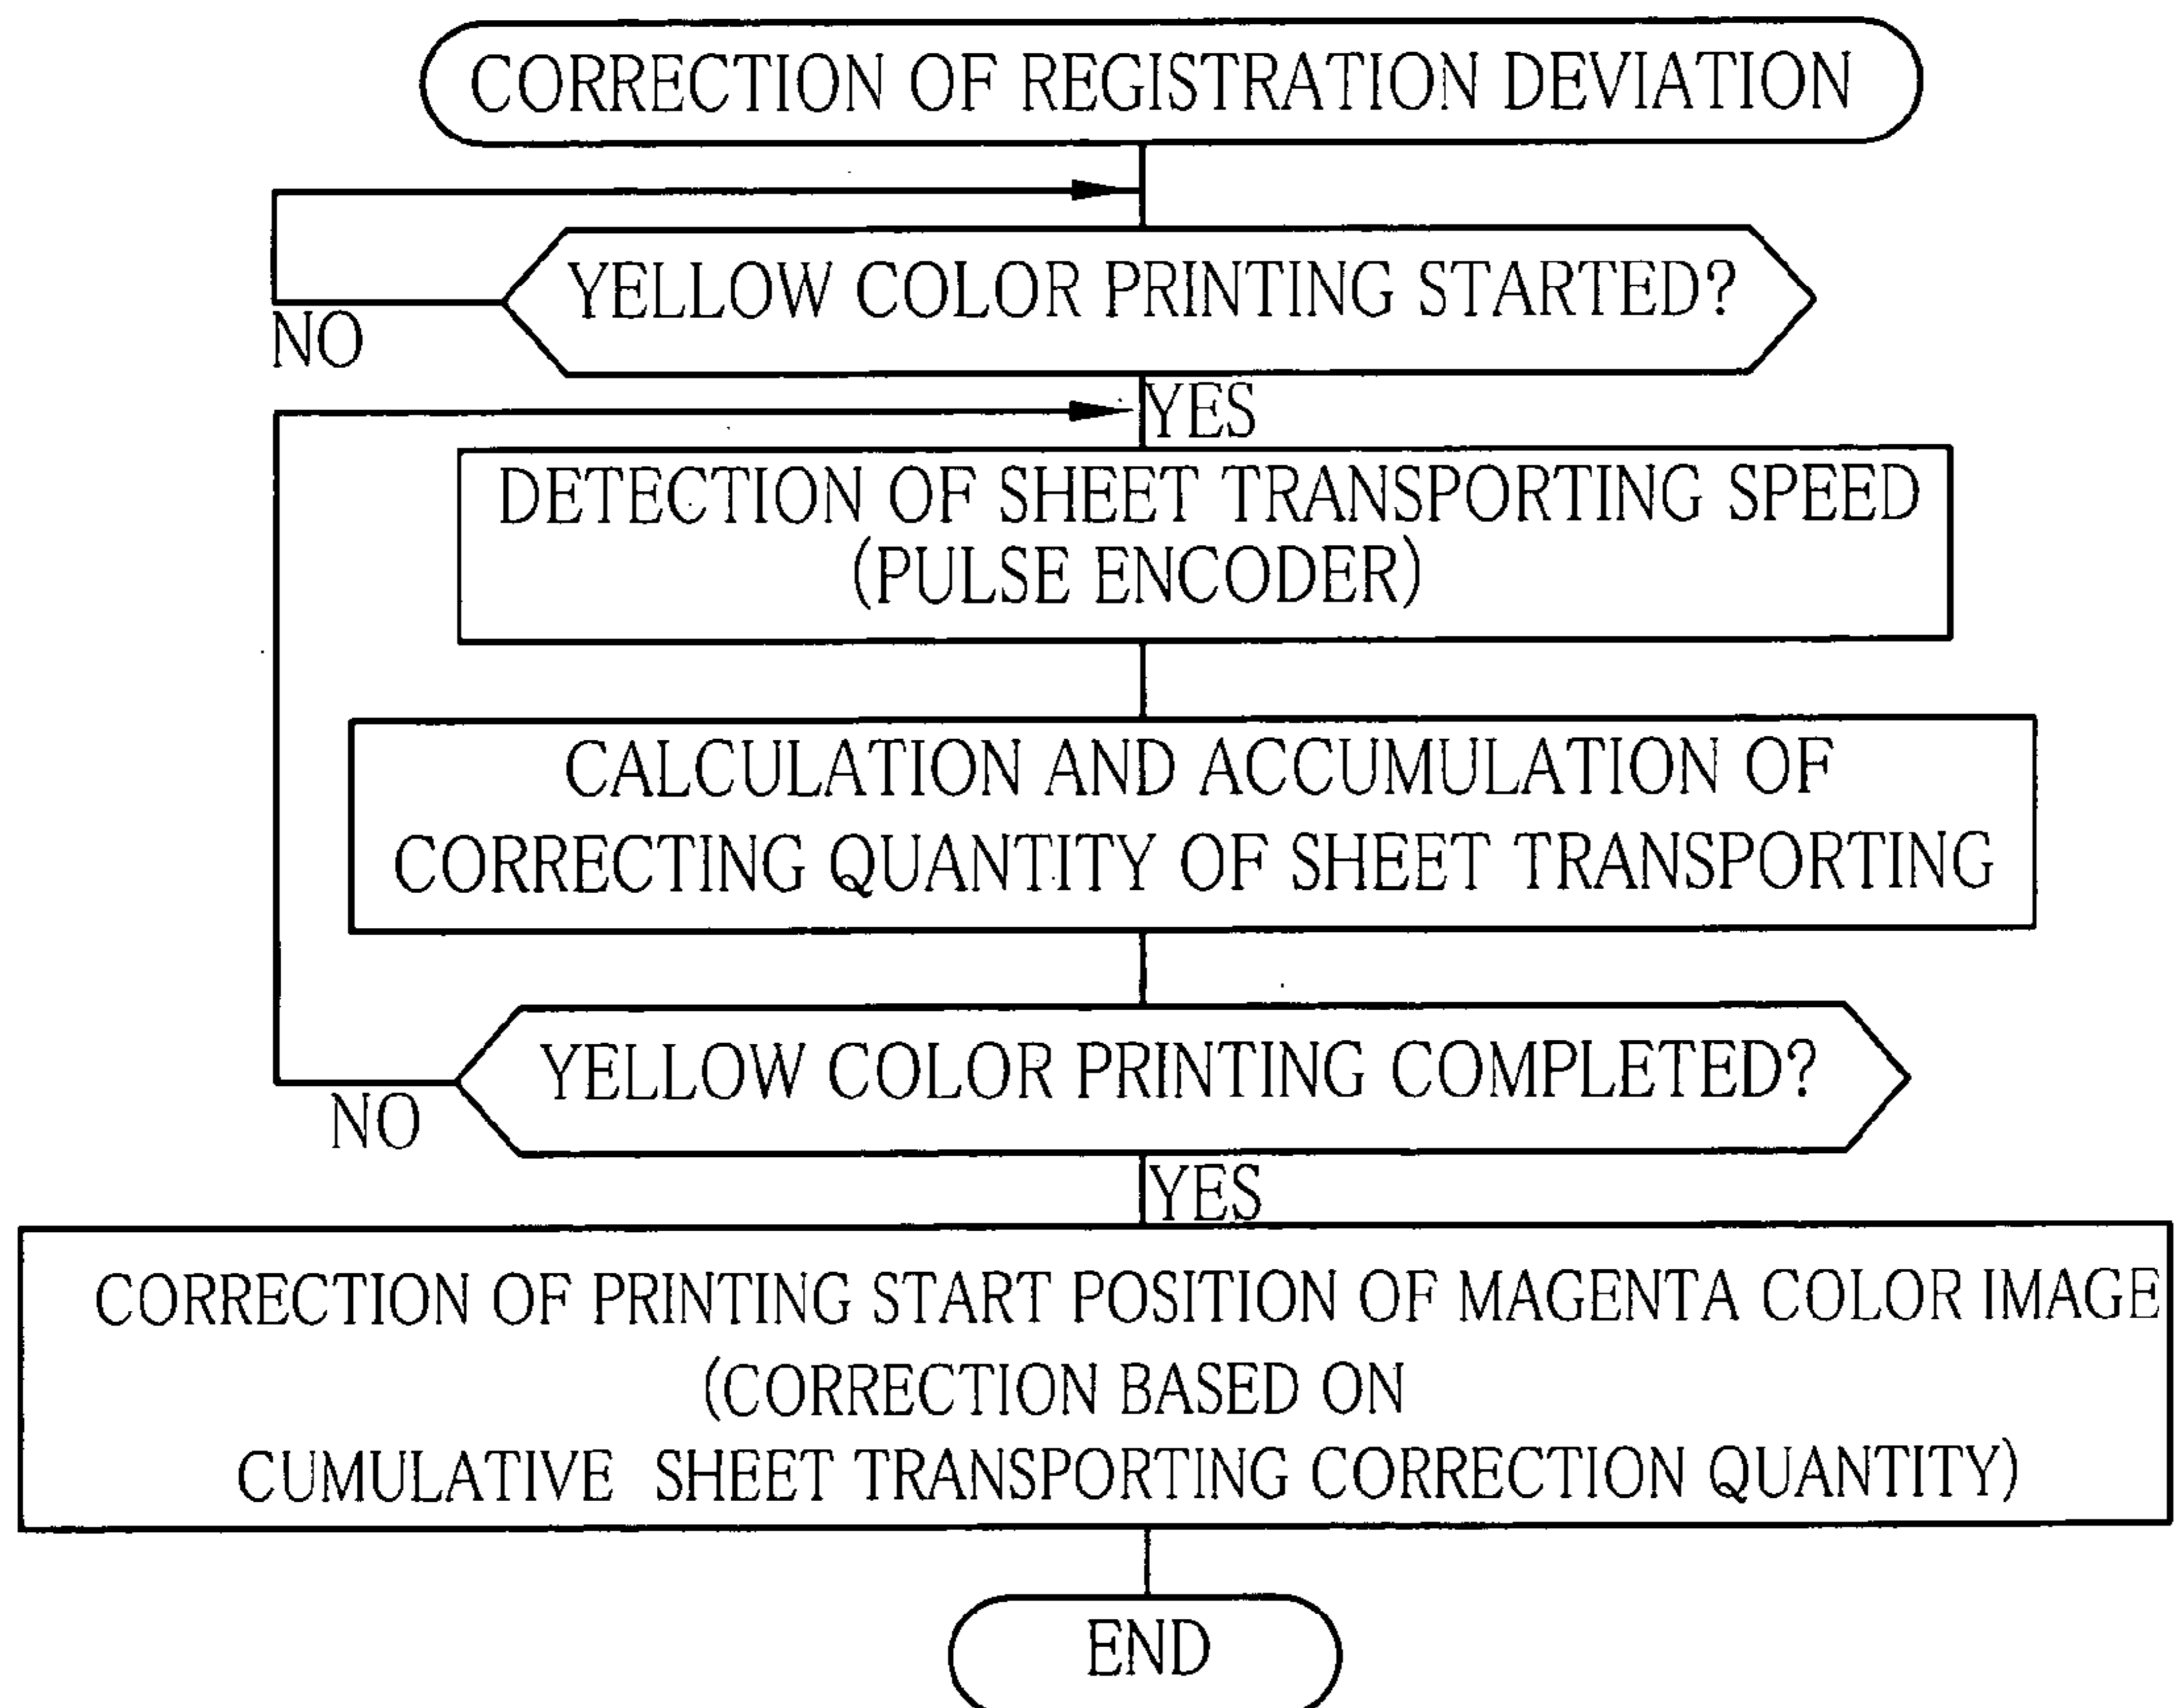 CORRECTION OF REGISTRATION DEVIATION
YELLOW COLOR PRINTING STARTED?
NO
YES
DETECTION OF SHEET TRANSPORTING SPEED
(PULSE ENCODER)
CALCULATION AND ACCUMULATION OF
CORRECTING QUANTITY OF SHEET TRANSPORTING
YELLOW COLOR PRINTING COMPLETED?
NO
YES
CORRECTION OF PRINTING START POSITION OF MAGENTA COLOR IMAGE
(CORRECTION BASED ON
CUMULATIVE SHEET TRANSPORTING CORRECTION QUANTITY)
END